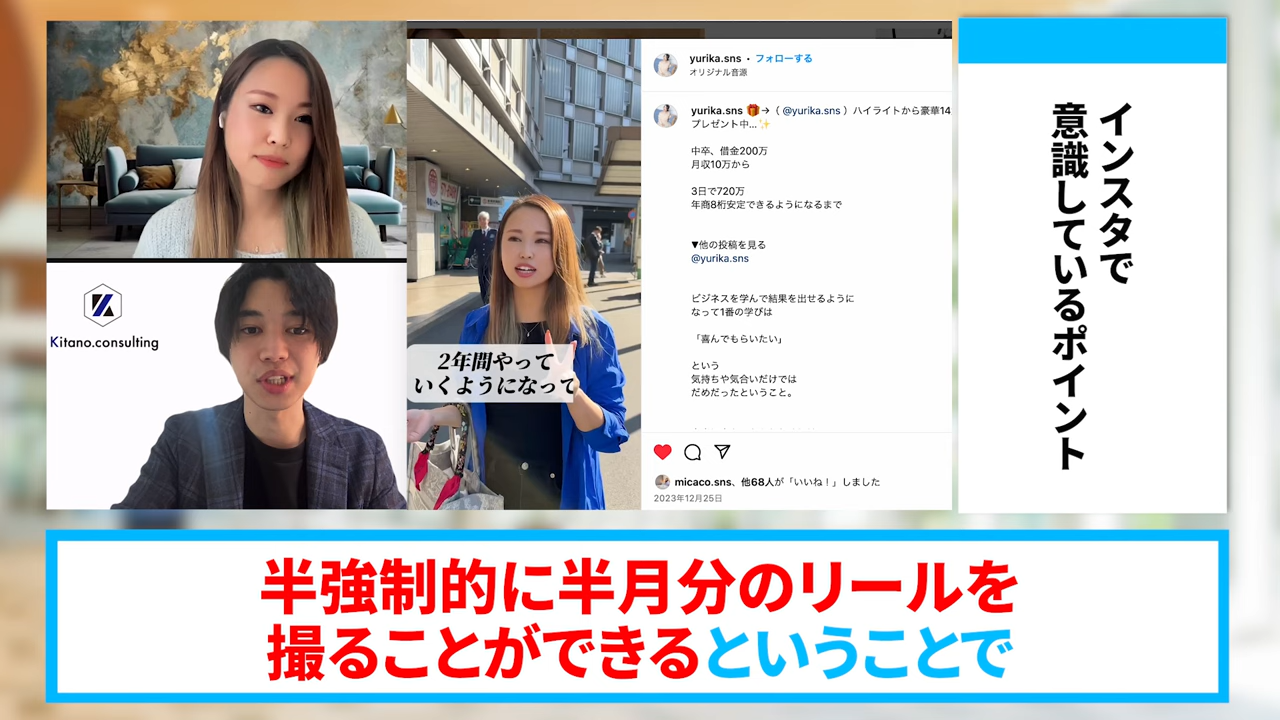 Kitano.consulting
2年間やって
いくようになって
yurika.sns • フォローする
オリジナル音源
yurika.sns 🎁→（ @yurika.sns ）ハイライトから豪華14
プレゼント中...✨
中卒、借金200万
月収10万から
3日で720万
年商8桁安定できるようになるまで
▼他の投稿を見る
@yurika.sns
ビジネスを学んで結果を出せるように
なって1番の学びは
「喜んでもらいたい」
という
気持ちや気合いだけでは
だめだったということ。
micaco.sns、他68人が「いいね！」しました
2023年12月25日
インスタで
意識しているポイント
半強制的に半月分のリールを
撮ることができるということで